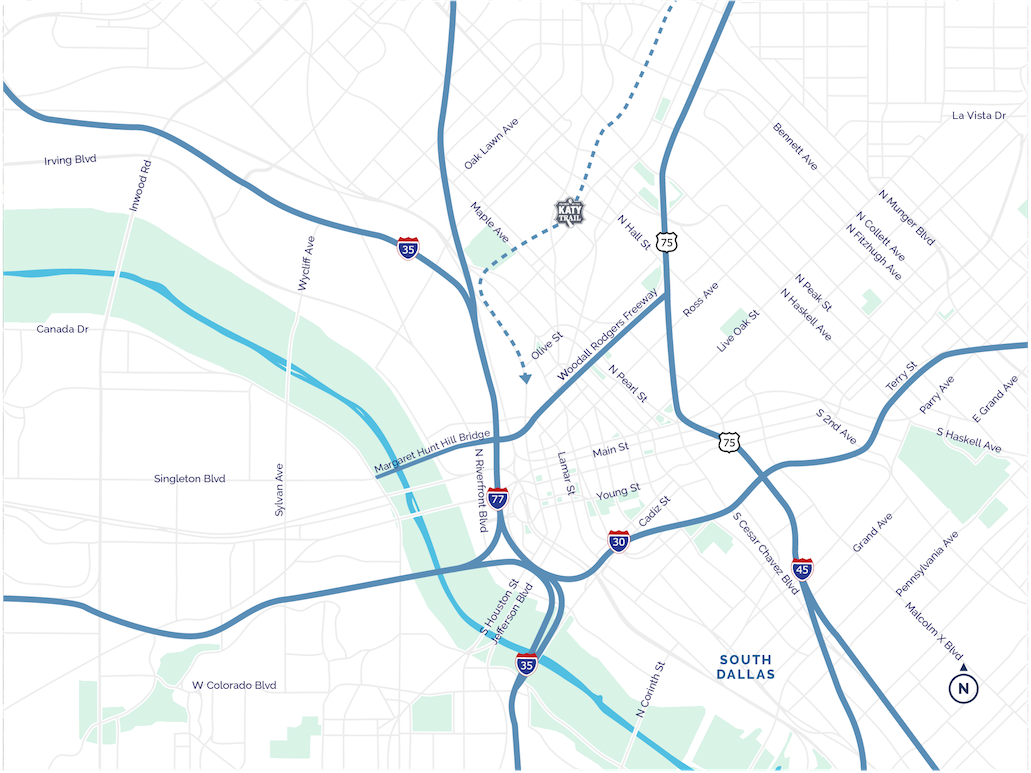 La Vista Dr
Oak Lawn Ave
Bennett Ave
Irving Blvd
Inwood Rd
KATY
TRAIL
Maple Ave
N Munger Blvd
N Collett Ave
N Fitzhugh Ave
N Hall St
75
35
Wycliff Ave
N Peak St
N Haskell Ave
Ross Ave
Live Oak St
Canada Dr
Woodall Rodgers Freeway
Olive St
N Pearl St
Terry St
Parry Ave
E Grand Ave
S 2nd Ave
S Haskell Ave
75
Margaret Hunt Hill Bridge
Main St
Singleton Blvd
Sylvan Ave
N Riverfront Blvd
Lamar St
Young St
77
Cadiz St
30
S Cesar Chavez Blvd
Grand Ave
Pennsylvania Ave
45
S Houston St
Jefferson Blvd
Malcolm X Blvd
35
SOUTH
DALLAS
W Colorado Blvd
N Corinth St
N